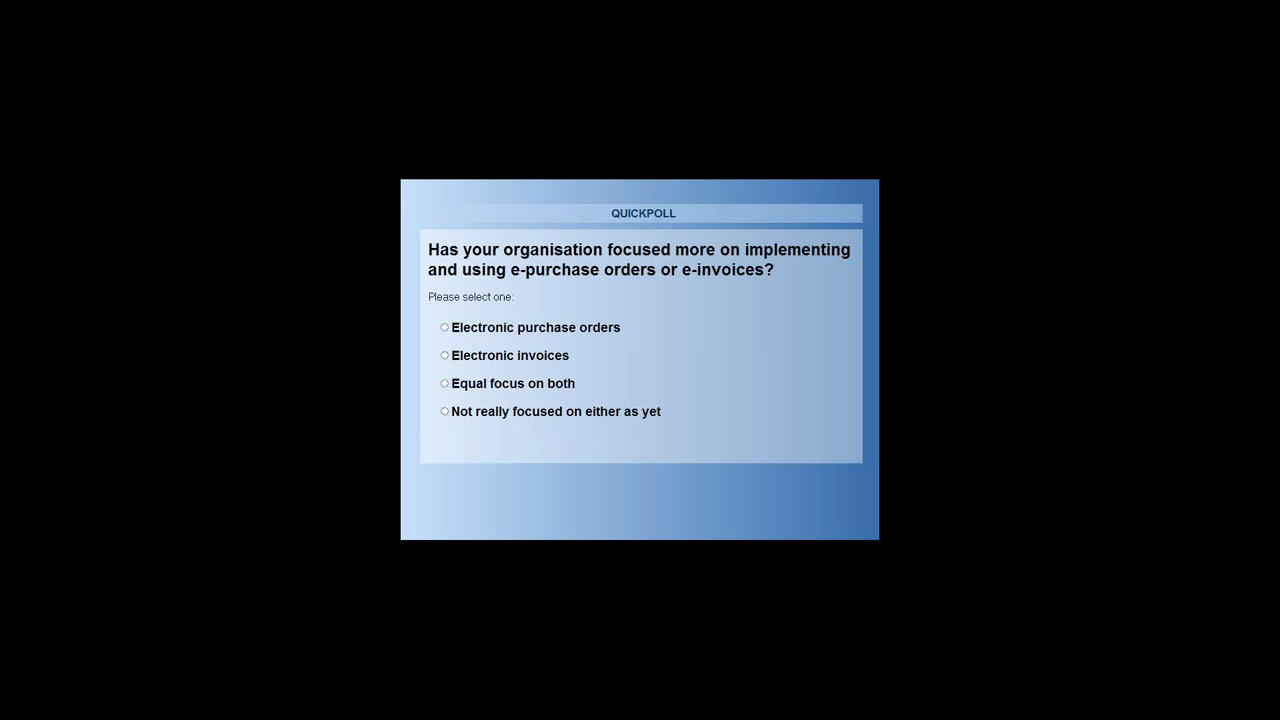 QUICKPOLL
Has your organisation focused more on implementing
and using e-purchase orders or e-invoices?
Please select one:
Electronic purchase orders
Electronic invoices
Equal focus on both
Not really focused on either as yet